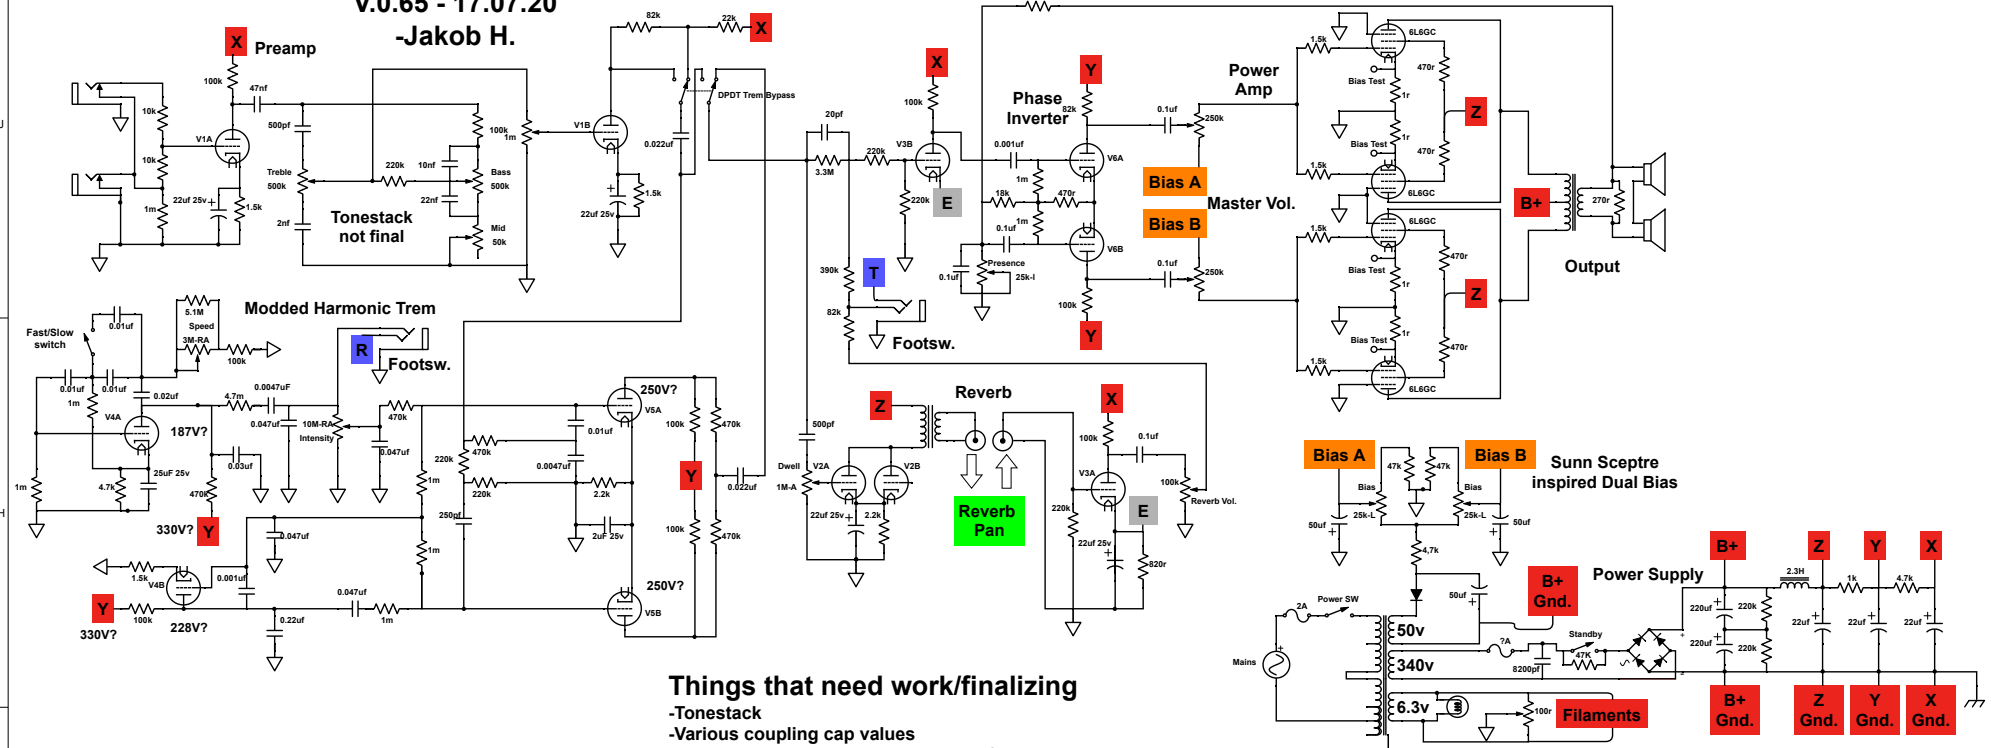 v.0.65 - 17.07.20
-Jakob H.
X
Preamp
100k
47nf
10k
10k
1m
V1A
22uf 25v
+
1.5k
500pf
Treble
500k
2nf
220k
Tonestack
not final
100k
10nf
22nf
Bass
500k
Mid
50k
1m
V1B
+
22uf 25v
1.5k
82k
22k
X
DPDT Trem Bypass
0.022uf
20pf
3.3M
220k
220k
V3B
X
100k
E
390k
82k
T
Footsw.
Phase
Inverter
Y
82k
0.001uf
1m
18k
470r
1m
0.1uf
V6A
V6B
0.1uf
Presence
25k-l
100k
Y
0.1uf
250k
0.1uf
250k
Bias A
Bias B
Master Vol.
Power
Amp
1.5k
6L6GC
Bias Test
1r
470r
Z
1r
Bias Test
470r
1.5k
6L6GC
1.5k
6L6GC
Bias Test
1r
470r
Z
1r
Bias Test
470r
1.5k
6L6GC
B+
270r
Output
Modded Harmonic Trem
Fast/Slow
switch
0.01uf
5.1M
Speed
3M-RA
100k
0.01uf
0.01uf
1m
0.02uf
V4A
187V?
4.7m
0.0047uF
0.047uf
R
Footsw.
10M-RA
Intensity
470k
0.047uf
1m
4.7k
25uF 25v
470k
0.03uf
330V?
Y
0.047uf
1.5k
V4B
0.001uf
Y
100k
330V?
228V?
0.22uf
0.047uf
1m
1m
1m
220k
250pf
470k
220k
0.01uf
0.0047uf
2.2k
2uF 25v
250V?
V5A
250V?
V5B
100k
470k
Y
0.022uf
100k
470k
Reverb
Z
500pf
Dwell
1M-A
V2A
V2B
22uf 25v
+
2.2k
Reverb
Pan
X
100k
0.1uf
V3A
220k
22uf 25v
+
E
820r
100k
Reverb Vol.
Bias A
47k
47k
Bias B
Bias
25k-L
Bias
25k-L
50uf
+
+
50uf
4,7k
Sunn Sceptre
inspired Dual Bias
50uf
+
B+
Gnd.
Power Supply
2A
Power SW
Mains
50v
340v
6.3v
?A
8200pf
Standby
47K
100r
Filaments
B+
Z
Y
X
2.3H
1k
4.7k
220uf
220k
220uf
220k
22uf
22uf
22uf
B+
Gnd.
Z
Gnd.
Y
Gnd.
X
Gnd.
Things that need work/finalizing
-Tonestack
-Various coupling cap values